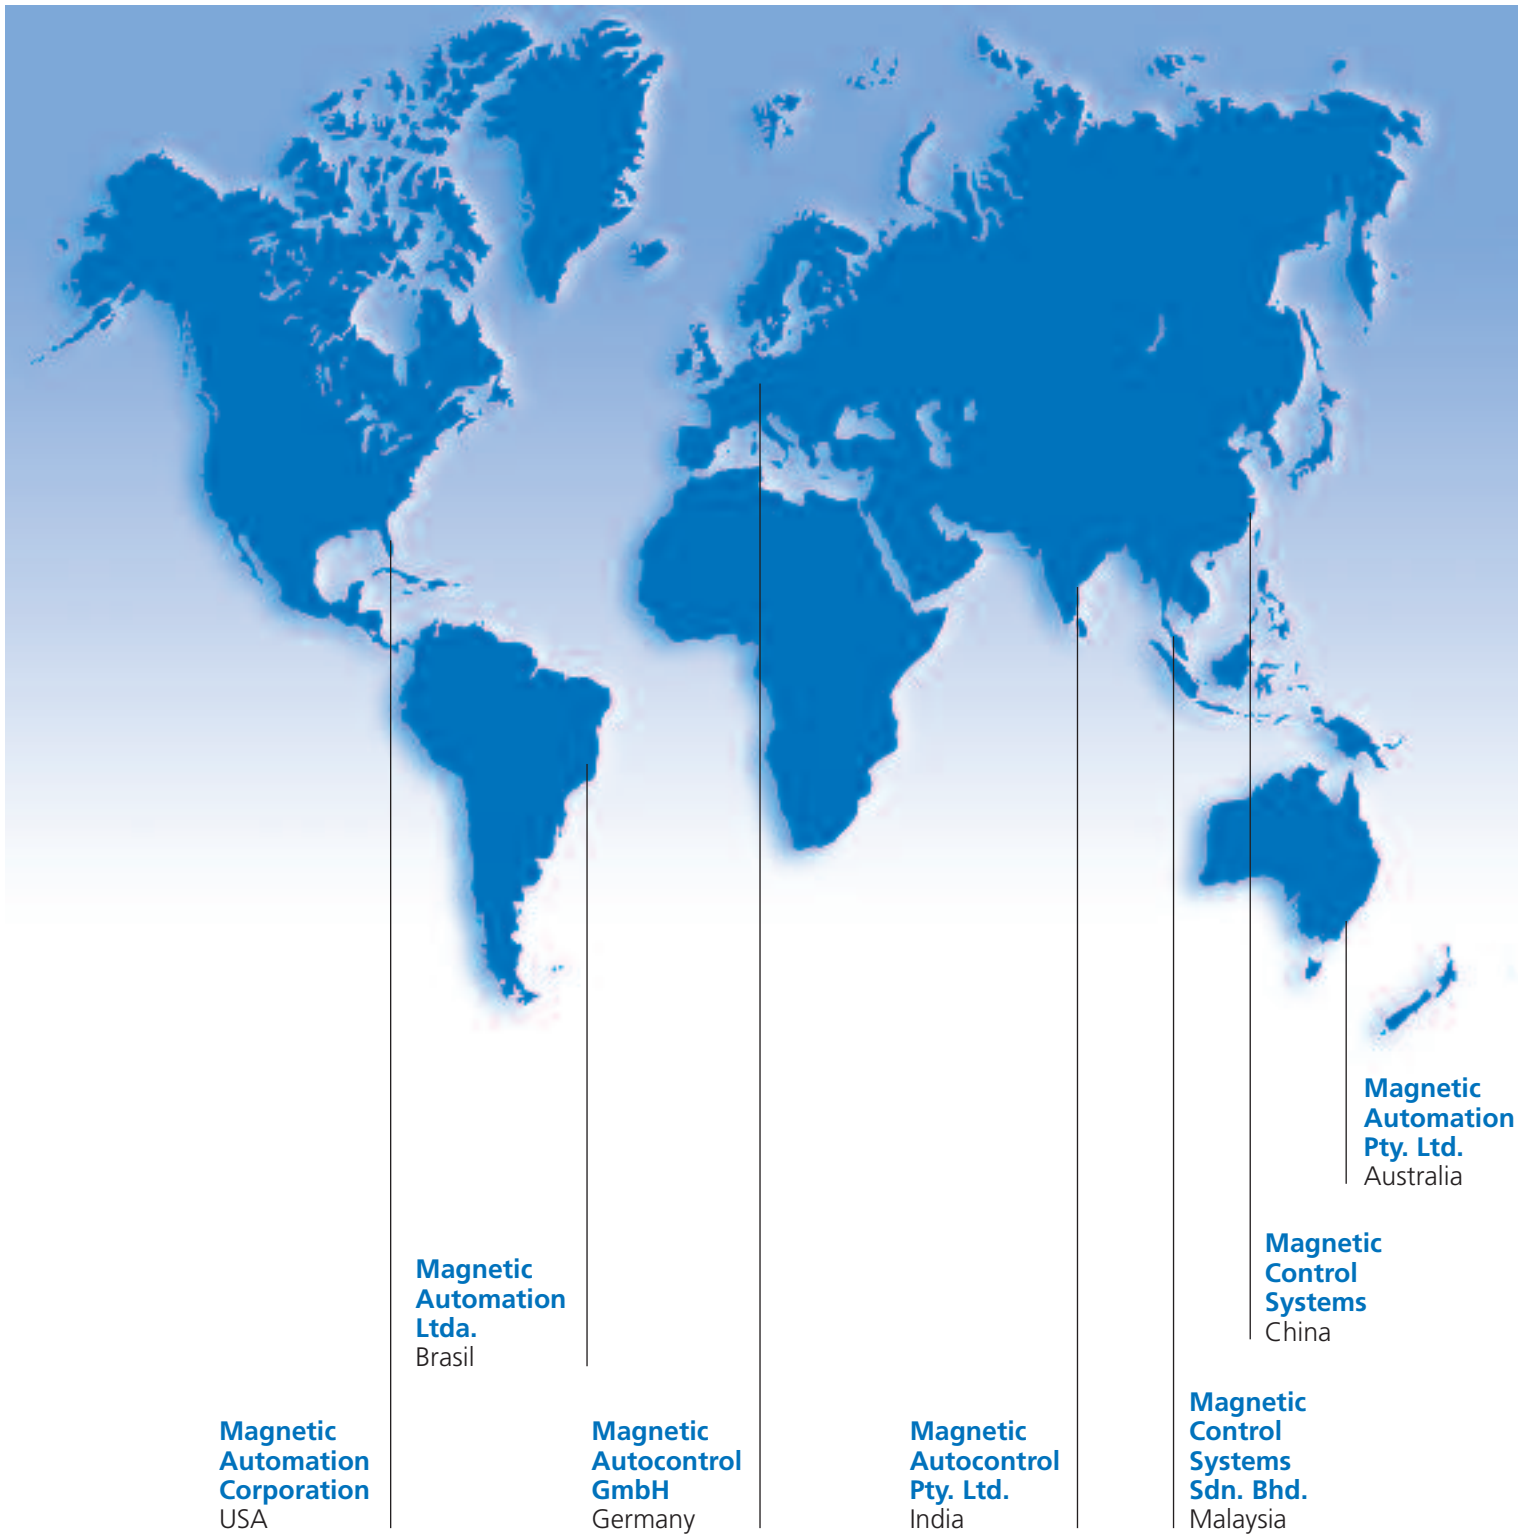 Magnetic
Automation
Pty. Ltd.
Australia
Magnetic
Control
Systems
China
Magnetic
Automation
Ltda.
Brasil
Magnetic
Control
Systems
Sdn. Bhd.
Malaysia
Magnetic
Automation
Corporation
USA
Magnetic
Autocontrol
GmbH
Germany
Magnetic
Autocontrol
Pty. Ltd.
India